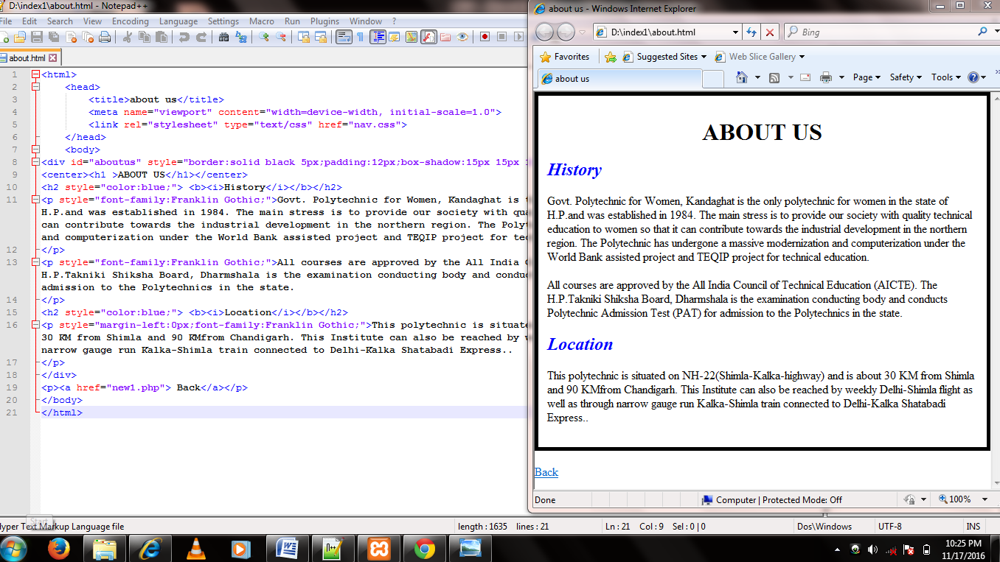 D:\index1\about.html - Notepad++
File Edit Search View Encoding Language Settings Macro Run Plugins Window ?
about.html
1 <html>
2 <head>
3 <title>about us</title>
4 <meta name="viewport" content="width=device-width, initial-scale=1.0">
5 <link rel="stylesheet" type="text/css" href="nav.css">
6 </head>
7 <body>
8 <div id="aboutus" style="border:solid black 5px;padding:12px;box-shadow:15px 15px
9 <center><h1 >ABOUT US</h1></center>
10 <h2 style="color:blue;"> <b><i>History</i></b></h2>
11 <p style="font-family:Franklin Gothic;">Govt. Polytechnic for Women, Kandaghat is
H.P.and was established in 1984. The main stress is to provide our society with
can contribute towards the industrial development in the northern region. The
and computerization under the World Bank assisted project and TEQIP project for
12 </p>
13 <p style="font-family:Franklin Gothic;">All courses are approved by the All India
H.P.Takniki Shiksha Board, Dharmshala is the examination conducting body and
admission to the Polytechnics in the state.
14 </p>
15 <h2 style="color:blue;"> <b><i>Location</i></b></h2>
16 <p style="margin-left:0px;font-family:Franklin Gothic;">This polytechnic is
30 KM from Shimla and 90 KMfrom Chandigarh. This Institute can also be reached by
narrow gauge run Kalka-Shimla train connected to Delhi-Kalka Shatabadi Express..
17 </p>
18 </div>
19 <p><a href="new1.php"> Back</a></p>
20 </body>
21 </html>
Hyper Text Markup Language file length : 1635 lines : 21 Ln : 21 Col : 9 Sel : 0 | 0 Dos\Windows UTF-8 INS
Start
about us - Windows Internet Explorer
D:\index1\about.html Bing
Favorites Suggested Sites Web Slice Gallery
about us Page Safety Tools
ABOUT US
History
Govt. Polytechnic for Women, Kandaghat is the only polytechnic for women in the state of
H.P.and was established in 1984. The main stress is to provide our society with quality technical
education to women so that it can contribute towards the industrial development in the northern
region. The Polytechnic has undergone a massive modernization and computerization under the
World Bank assisted project and TEQIP project for technical education.
All courses are approved by the All India Council of Technical Education (AICTE). The
H.P.Takniki Shiksha Board, Dharmshala is the examination conducting body and conducts
Polytechnic Admission Test (PAT) for admission to the Polytechnics in the state.
Location
This polytechnic is situated on NH-22(Shimla-Kalka-highway) and is about 30 KM from Shimla
and 90 KMfrom Chandigarh. This Institute can also be reached by weekly Delhi-Shimla flight as
well as through narrow gauge run Kalka-Shimla train connected to Delhi-Kalka Shatabadi
Express..
Back
Done Computer | Protected Mode: Off 100%
10:25 PM
11/17/2016